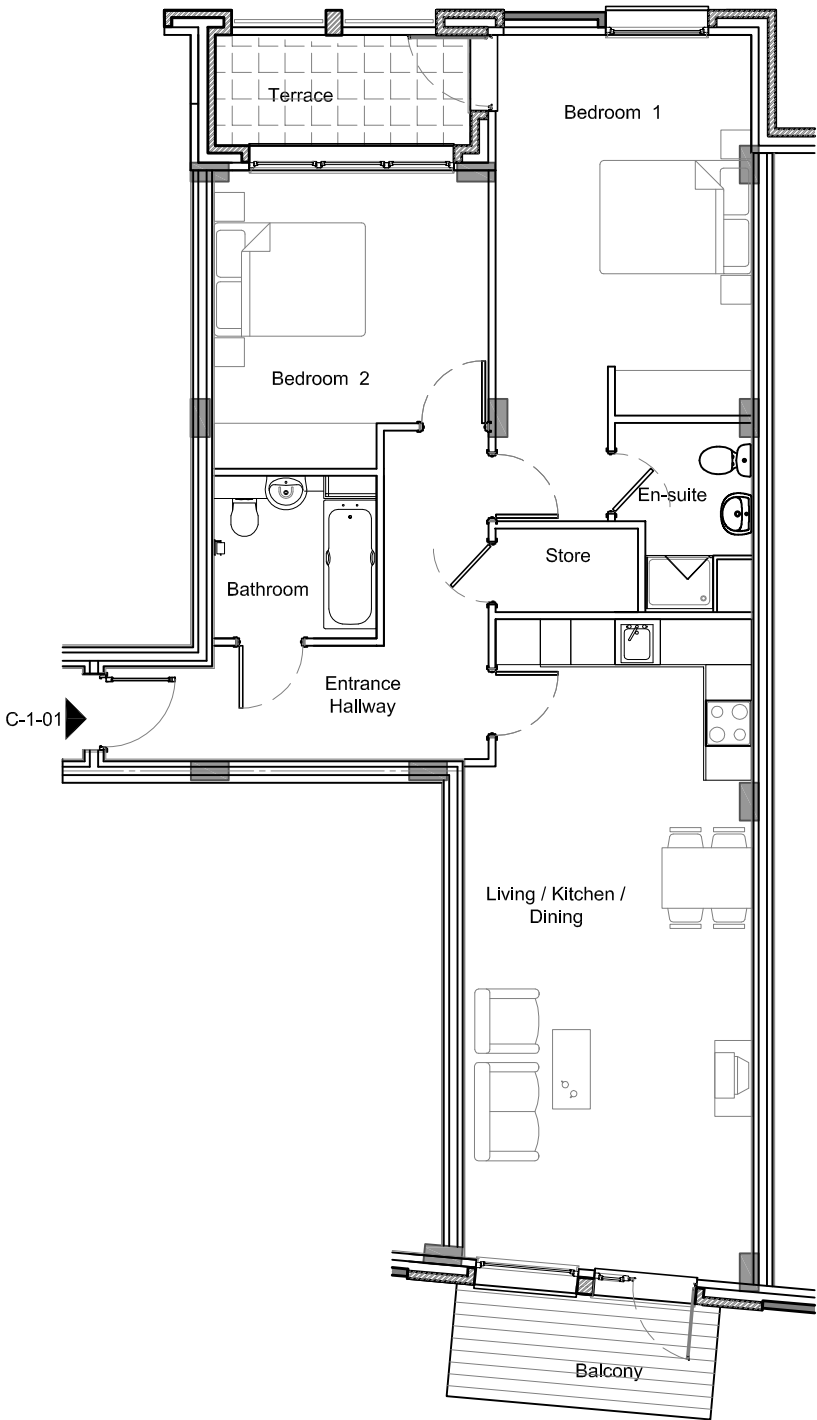 Terrace
Bedroom 1
Bedroom 2
En-suite
Store
Bathroom
Entrance
Hallway
C-1-01
Living / Kitchen /
Dining
Balcony